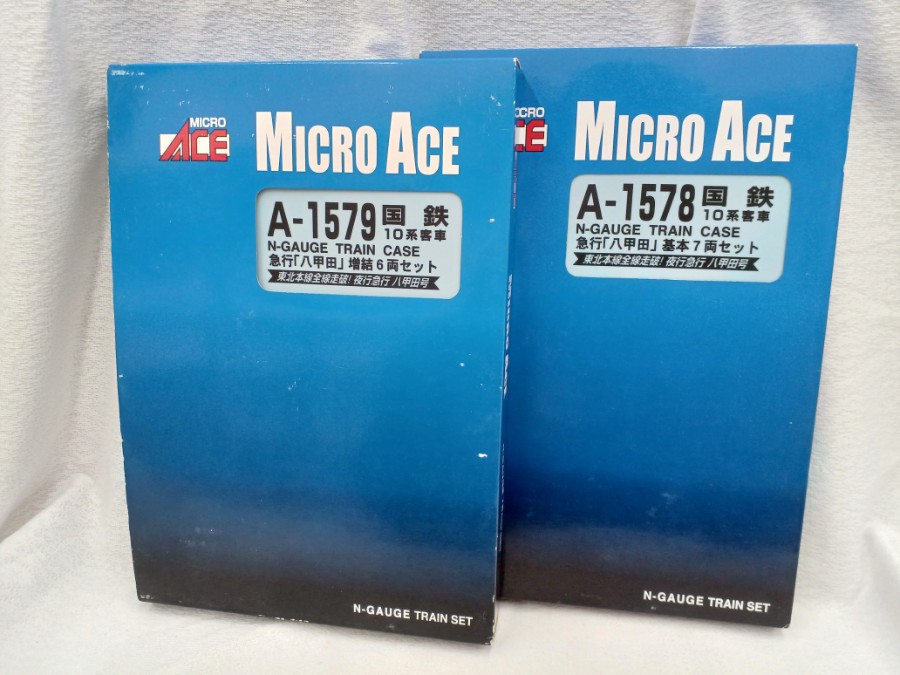 MICRO
ACE
MICRO ACE
A-1579 国鉄
10系客車
N-GAUGE TRAIN CASE
急行「八甲田」増結6両セット
東北本線全線走破! 夜行急行 八甲田号
N-GAUGE TRAIN SET
MICRO ACE
A-1578 国鉄
10系客車
N-GAUGE TRAIN CASE
急行「八甲田」基本7両セット
東北本線全線走破! 夜行急行 八甲田号
N-GAUGE TRAIN SET